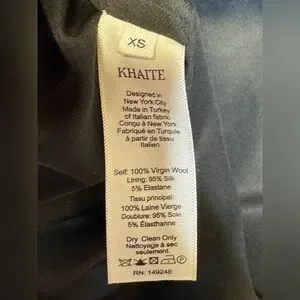 XS
KHAITE
Designed in
New York City
Made in Turkey
of Italian fabric
Conçu à New York
Fabriqué en Turquie
à partir de tissu
Italien
Self: 100% Virgin Wool
Lining: 95% Silk
5% Elastane
Tissu principal:
100% Laine Vierge
Doublure: 95% Soie
5% Élasthanne
Dry Clean Only
Nettoyage à sec
seulement
RN: 149246